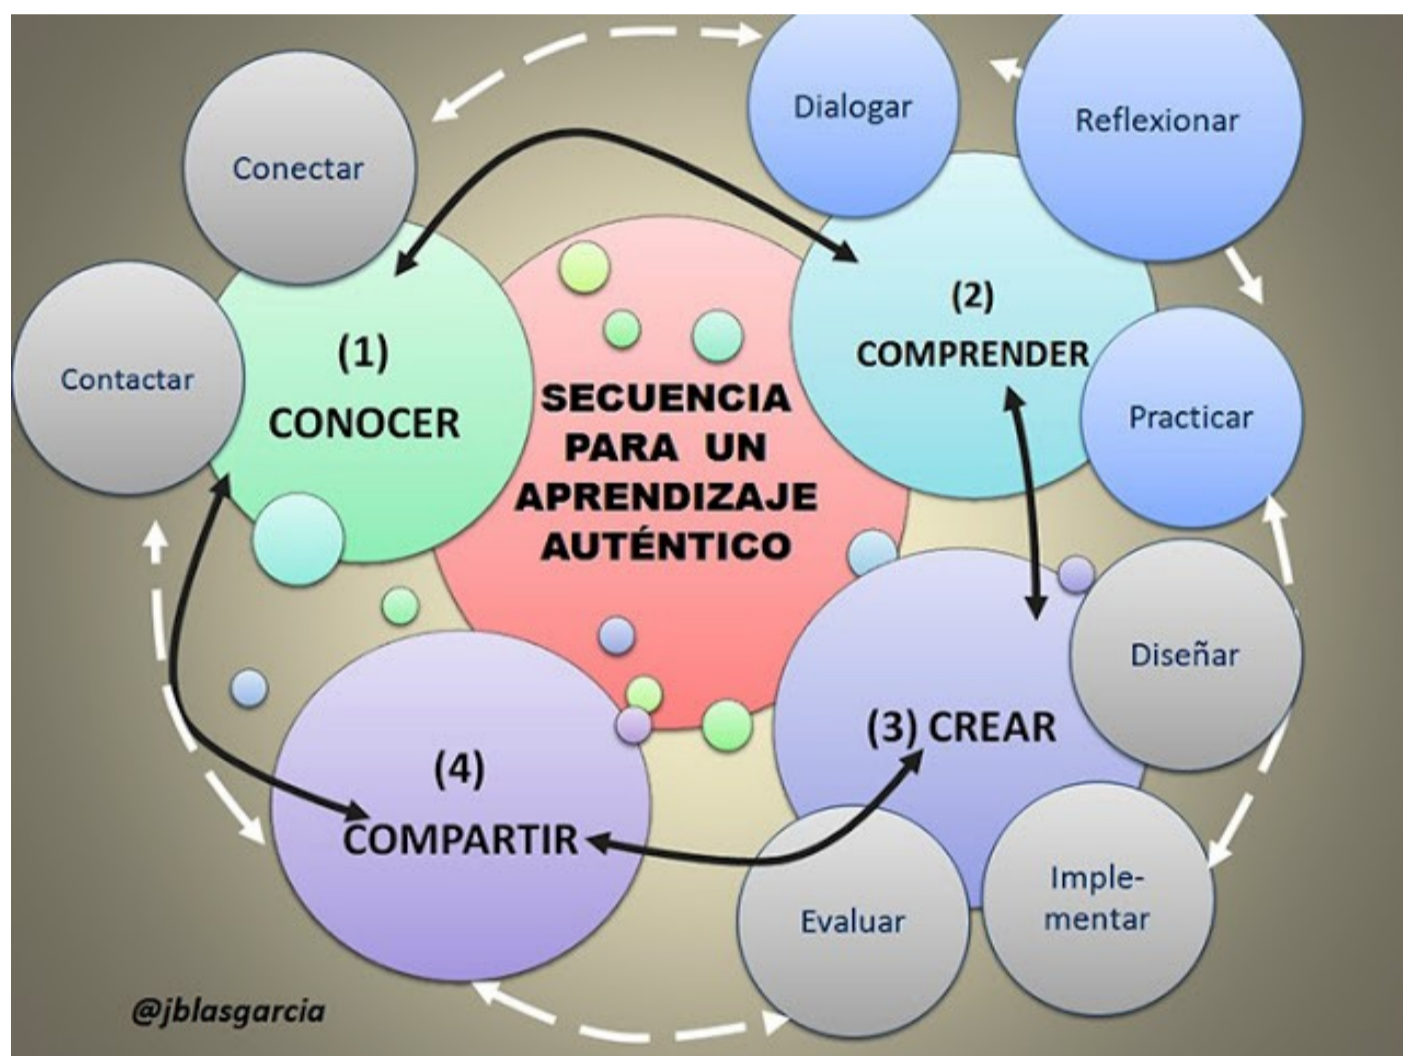 Conectar
Contactar
(1)
CONOCER
Dialogar
Reflexionar
(2)
COMPRENDER
Practicar
SECUENCIA
PARA UN
APRENDIZAJE
AUTÉNTICO
Diseñar
(3) CREAR
Imple-
mentar
Evaluar
(4)
COMPARTIR
@jblasgarcia